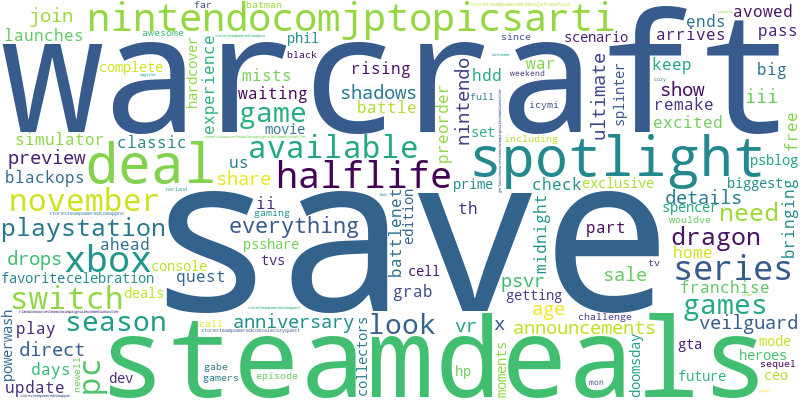 join
nintendocomjptopicsarti
far
batman
ends
avowed
launches
awesome
phil
since
scenario
arrives
pass
warcraft
complete
hardcover
experience
mists
rising
black
hdd
war
keep
big
waiting
shadows
nintendo
ultimate
splinter
show
iii
game
battle
preorder
icymi
remake
free
simulator
movie
full
weekend
set
excited
classic
including
preview
deal
us
available
spotlight
psblog
blackops
share
halflife
prime
check
exclusive
biggest
bringing
november
ii
th
details
playstation
gaming
everything
battlenet
edition
midnight
part
spencer
need
wouldve
ahead
psshare
save
dragon
drops
xbox
console
tvs
cell
psvr
home
tv
favoritecelebration
quest
grab
getting
sale
series
switch
deals
franchise
powerwash
season
call
anniversary
look
vr
x
age
challenge
games
play
direct
collectors
announcements
veilguard
days
pc
steamdeals
moments
doomsday
gta
mode
update
newell
dev
gabe
gamers
episode
hp
mon
future
heroes
sequel
ceo